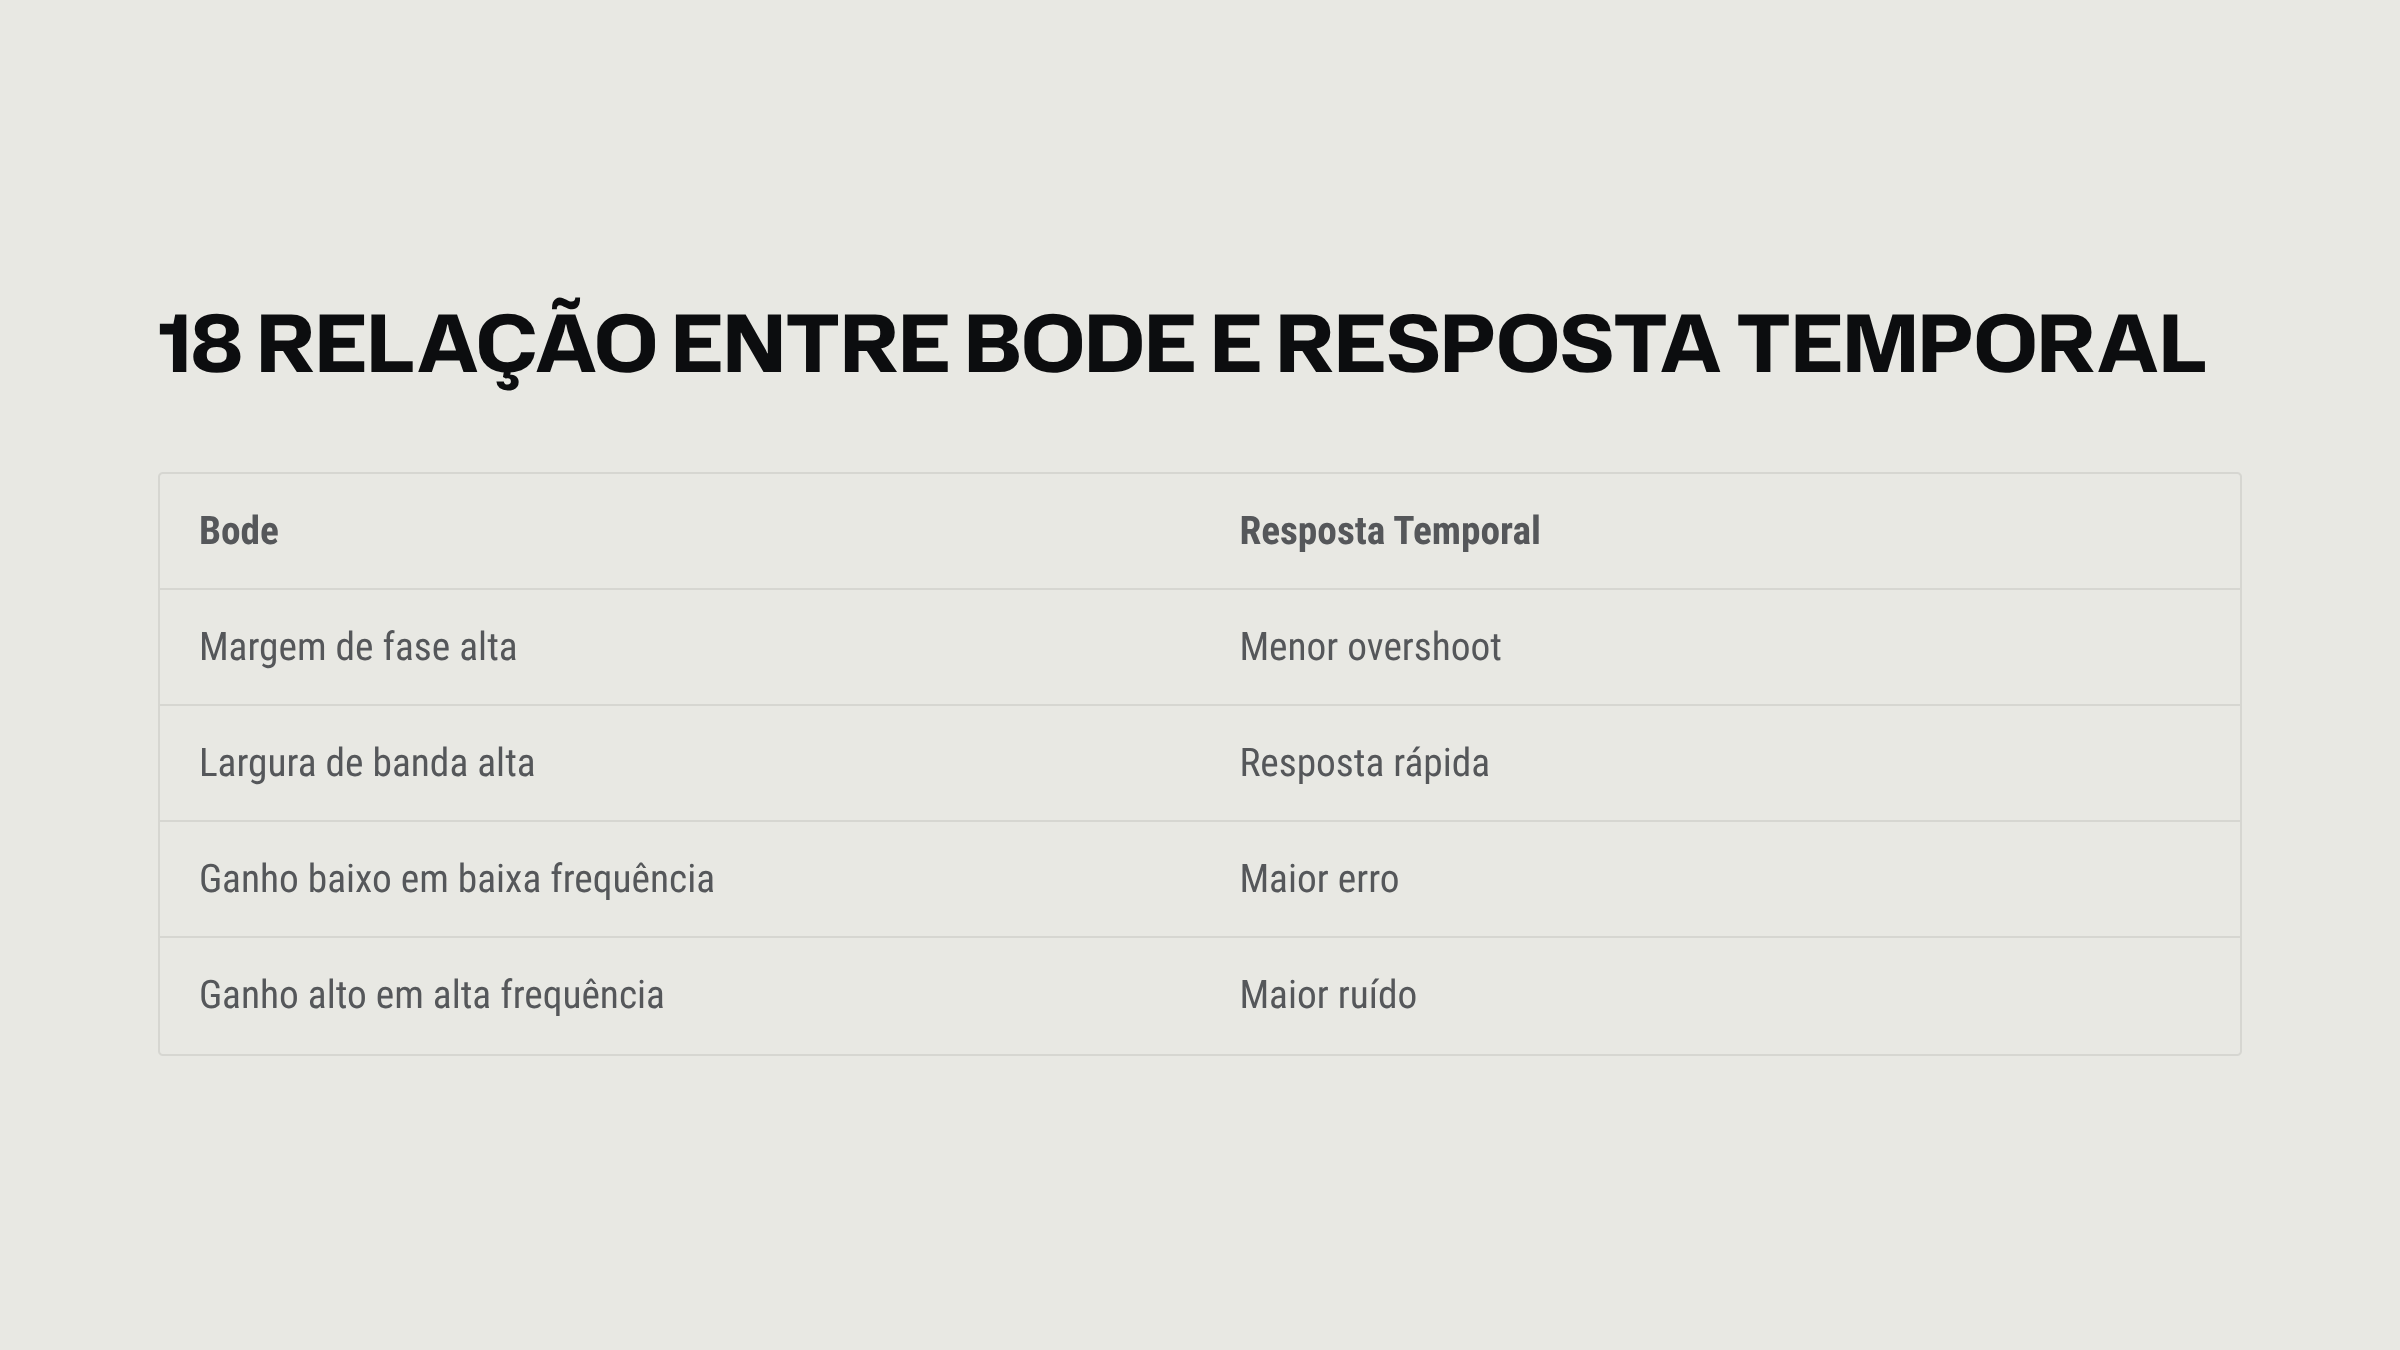 18 RELAÇÃO ENTRE BODE E RESPOSTA TEMPORAL
Bode
Resposta Temporal
Margem de fase alta
Menor overshoot
Largura de banda alta
Resposta rápida
Ganho baixo em baixa frequência
Maior erro
Ganho alto em alta frequência
Maior ruído